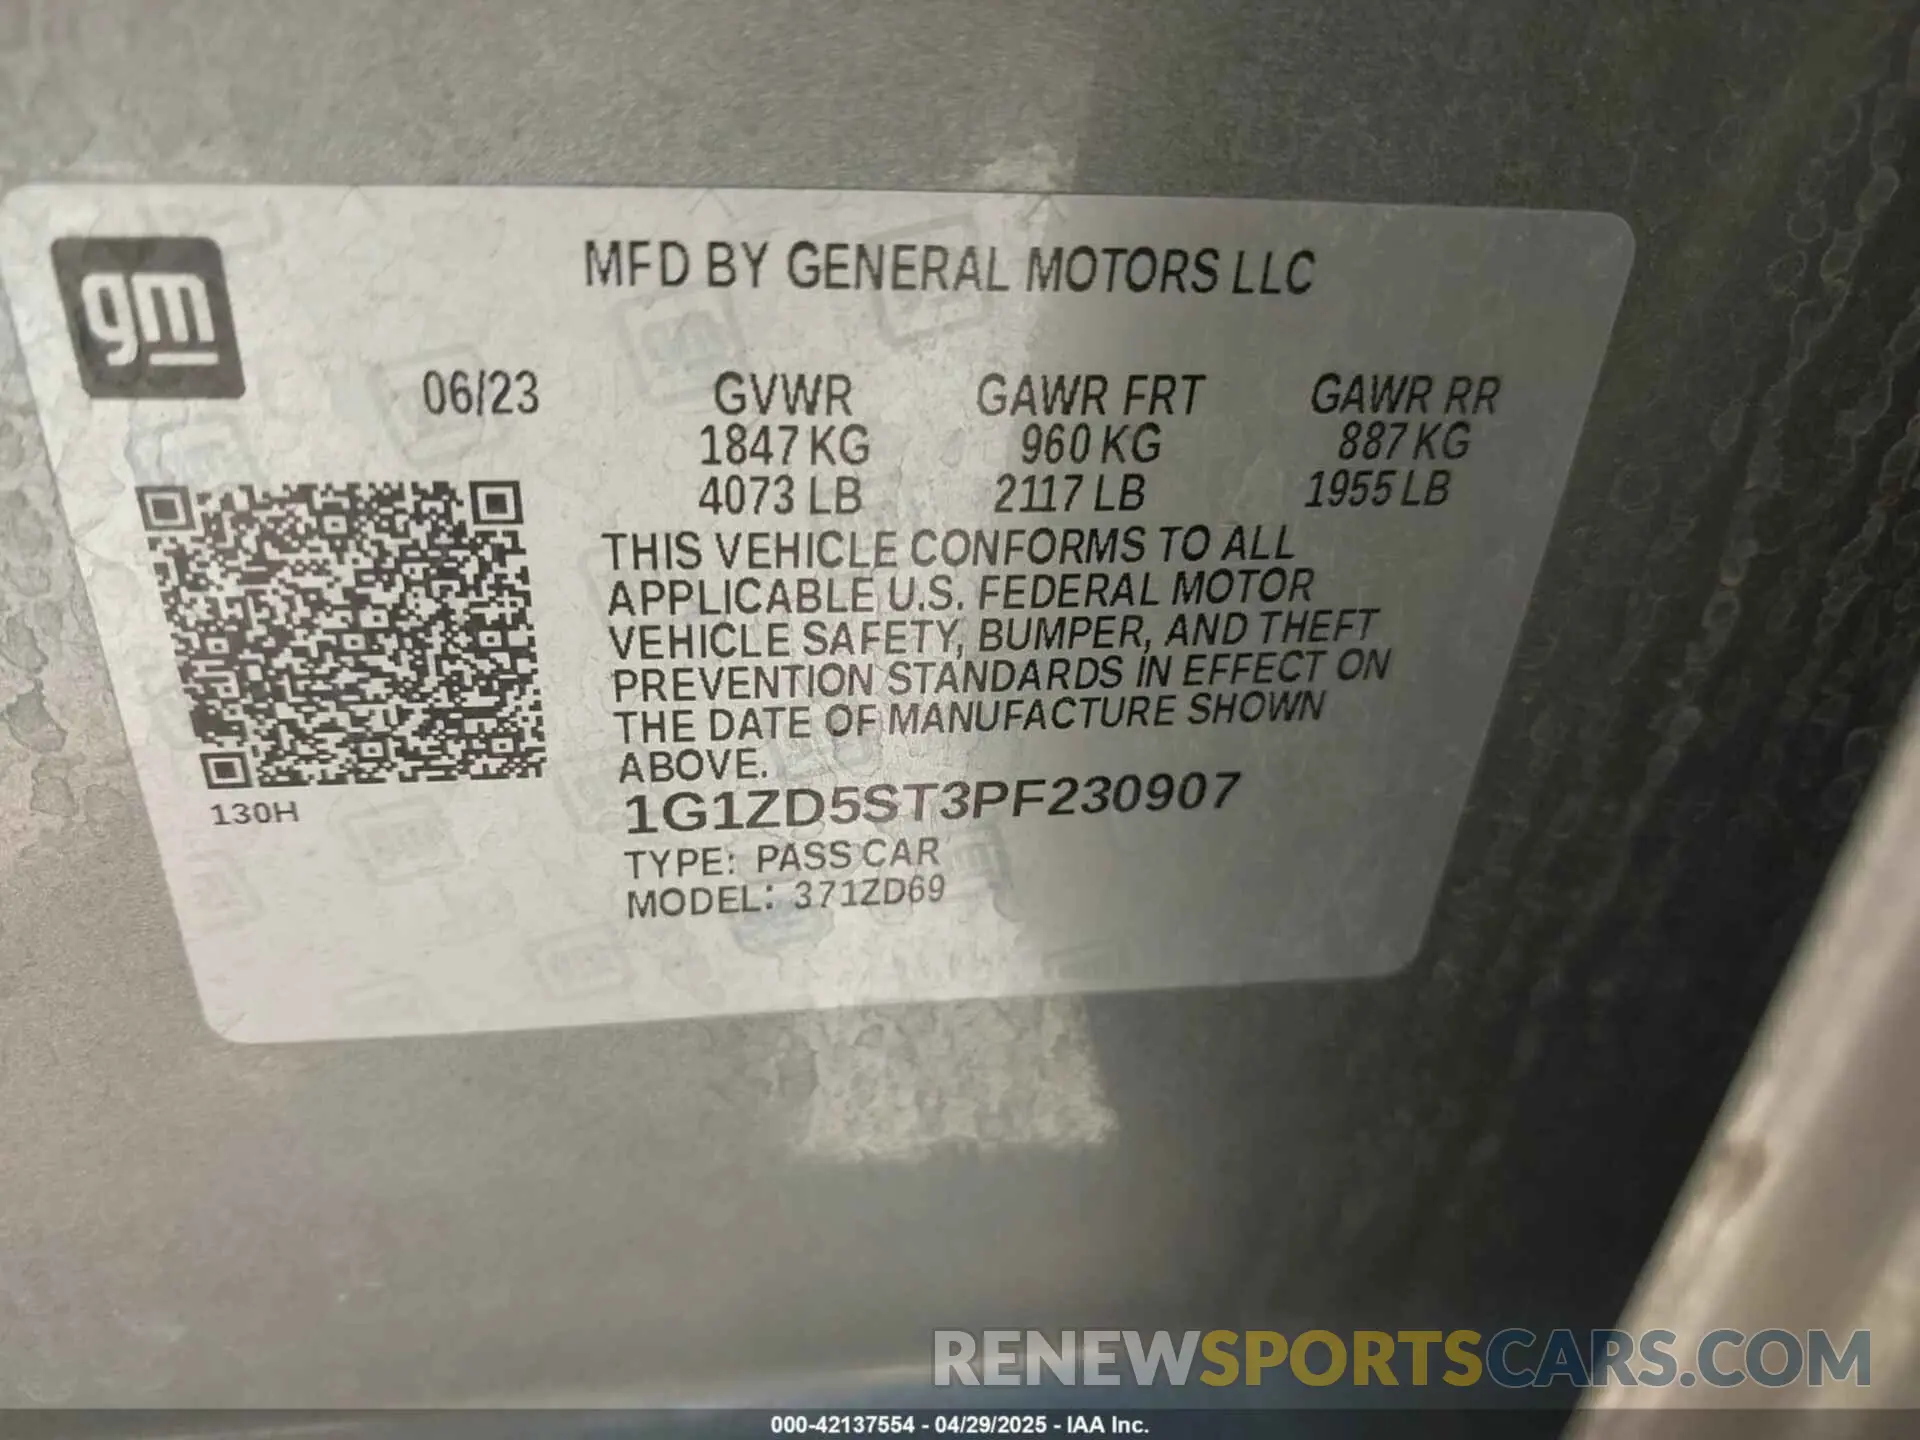 gm
MFD BY GENERAL MOTORS LLC
06/23 GVWR GAWR FRT GAWR RR
1847 KG 960 KG 887 KG
4073 LB 2117 LB 1955 LB
THIS VEHICLE CONFORMS TO ALL
APPLICABLE U.S. FEDERAL MOTOR
VEHICLE SAFETY, BUMPER, AND THEFT
PREVENTION STANDARDS IN EFFECT ON
THE DATE OF MANUFACTURE SHOWN
ABOVE.
1G1ZD5ST3PF230907
130H
TYPE: PASS CAR
MODEL: 371ZD69
RENEWSPORTSCARS.COM
000-42137554 - 04/29/2025 - IAA Inc.